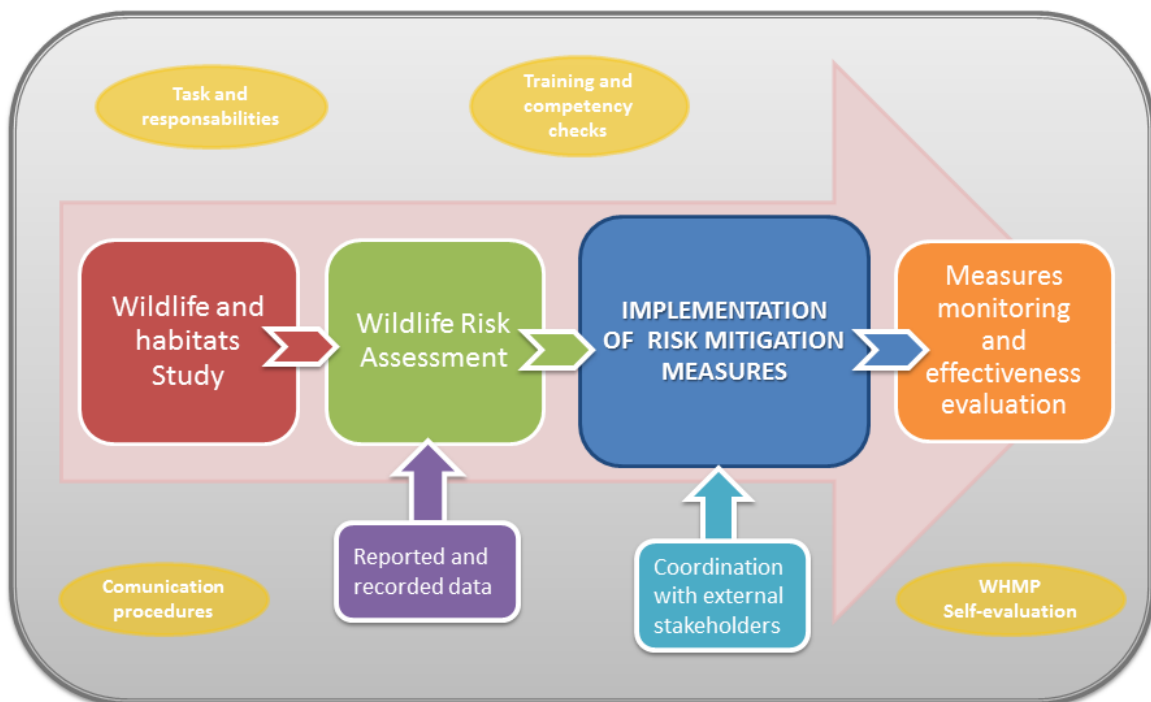 Task and
responsabilities
Training and
competency
checks
Wildlife and
habitats
Study
Wildlife Risk
Assessment
IMPLEMENTATION
OF RISK MITIGATION
MEASURES
Measures
monitoring
and
effectiveness
evaluation
Reported and
recorded data
Coordination
with external
stakeholders
Comunication
procedures
WHMP
Self-evaluation